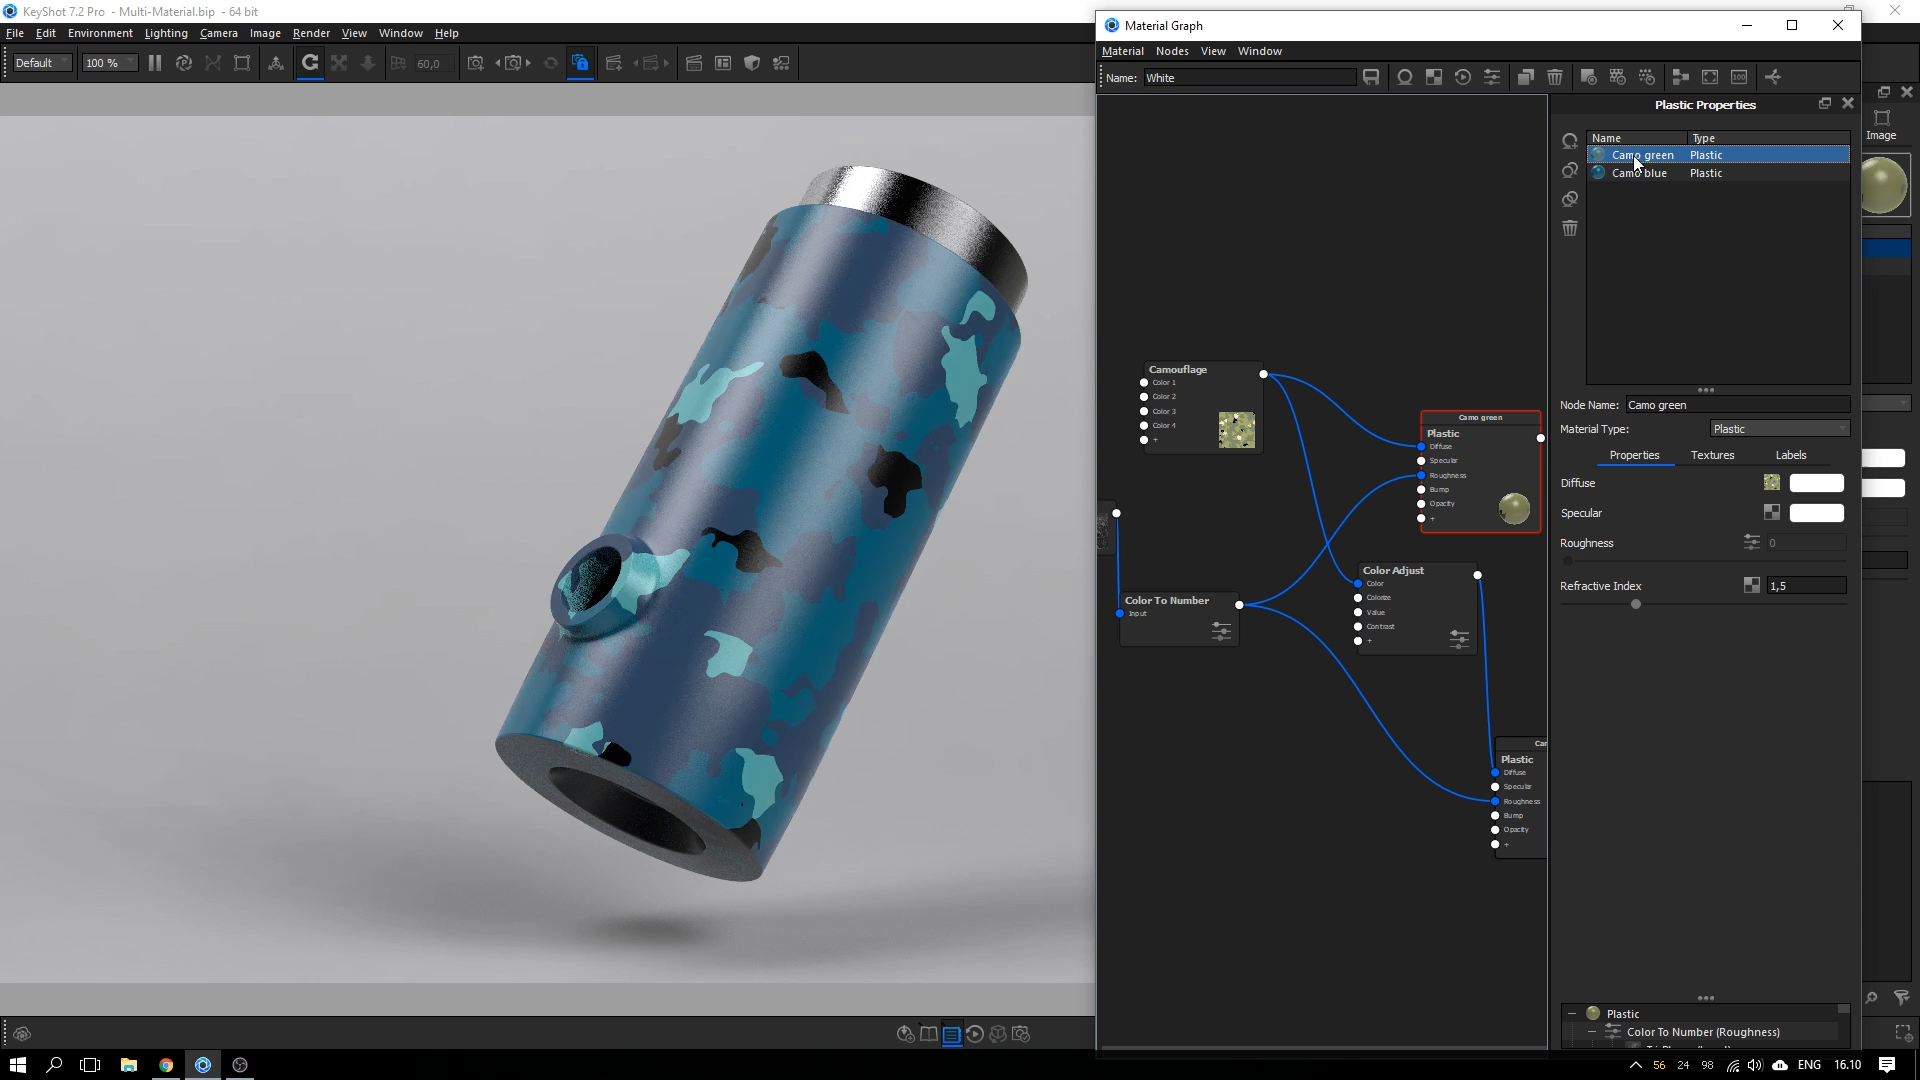 KeyShot 7.2 Pro - Multi-Material.bip - 64 bit
File Edit Environment Lighting Camera Image Render View Window Help
Default 100 % 60,0
Material Graph
Material Nodes View Window
Name: White
Plastic Properties
Name Type
Camo green Plastic
Camo blue Plastic
Image
Camouflage
Color 1
Color 2
Color 3
Color 4
+
Camo green
Plastic
Diffuse
Specular
Roughness
Bump
Opacity
+
Color To Number
Input
Color Adjust
Color
Colorize
Value
Contrast
+
Plastic
Diffuse
Specular
Roughness
Bump
Opacity
+
Node Name: Camo green
Material Type: Plastic
Properties Textures Labels
Diffuse
Specular
Roughness 0
Refractive Index 1,5
Plastic
Color To Number (Roughness)
56 24 98 ENG 16.10